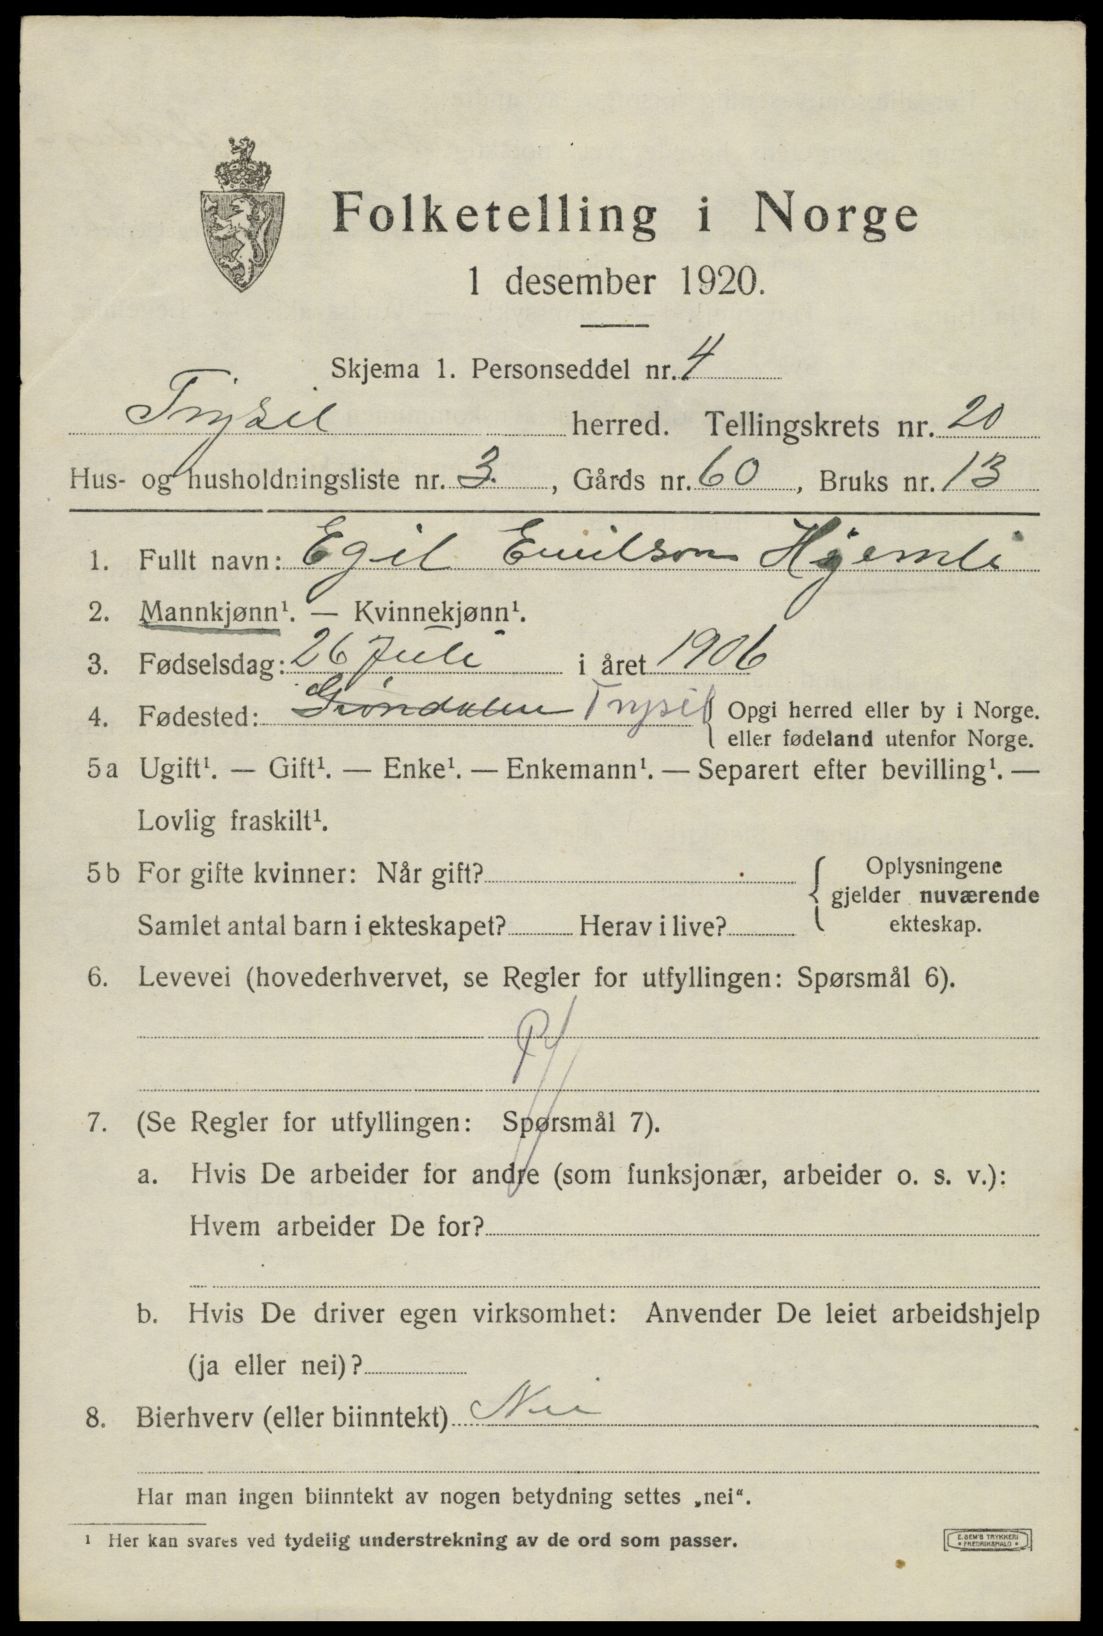 Folketelling i Norge
1 desember 1920.
Skjema 1. Personseddel nr. 4
Trysil herred. Tellingskrets nr. 20
Hus- og husholdningsliste nr. 3. , Gårds nr. 60 , Bruks nr. 13
1. Fullt navn: Egil Emilson Hjemli
2. Mannkjønn¹. — Kvinnekjønn¹.
3. Fødselsdag: 26 Juli i året 1906
4. Fødested: Grøndalen Trysil { Opgi herred eller by i Norge.
eller fødeland utenfor Norge.
5a Ugift¹. — Gift¹. — Enke¹. — Enkemann¹. — Separert efter bevilling¹. —
Lovlig fraskilt¹.
5b For gifte kvinner: Når gift?
Samlet antal barn i ekteskapet? Herav i live?
{ Oplysningene
gjelder nuværende
ekteskap.
6. Levevei (hovederhvervet, se Regler for utfyllingen: Spørsmål 6).
7. (Se Regler for utfyllingen: Spørsmål 7).
a. Hvis De arbeider for andre (som funksjonær, arbeider o. s. v.):
Hvem arbeider De for?
b. Hvis De driver egen virksomhet: Anvender De leiet arbeidshjelp
(ja eller nei)?
8. Bierhverv (eller biinntekt) Nei
Har man ingen biinntekt av nogen betydning settes „nei“.
¹ Her kan svares ved tydelig understrekning av de ord som passer.
E. SEM'S TRYKKERI
• FREDRIKSHALD •